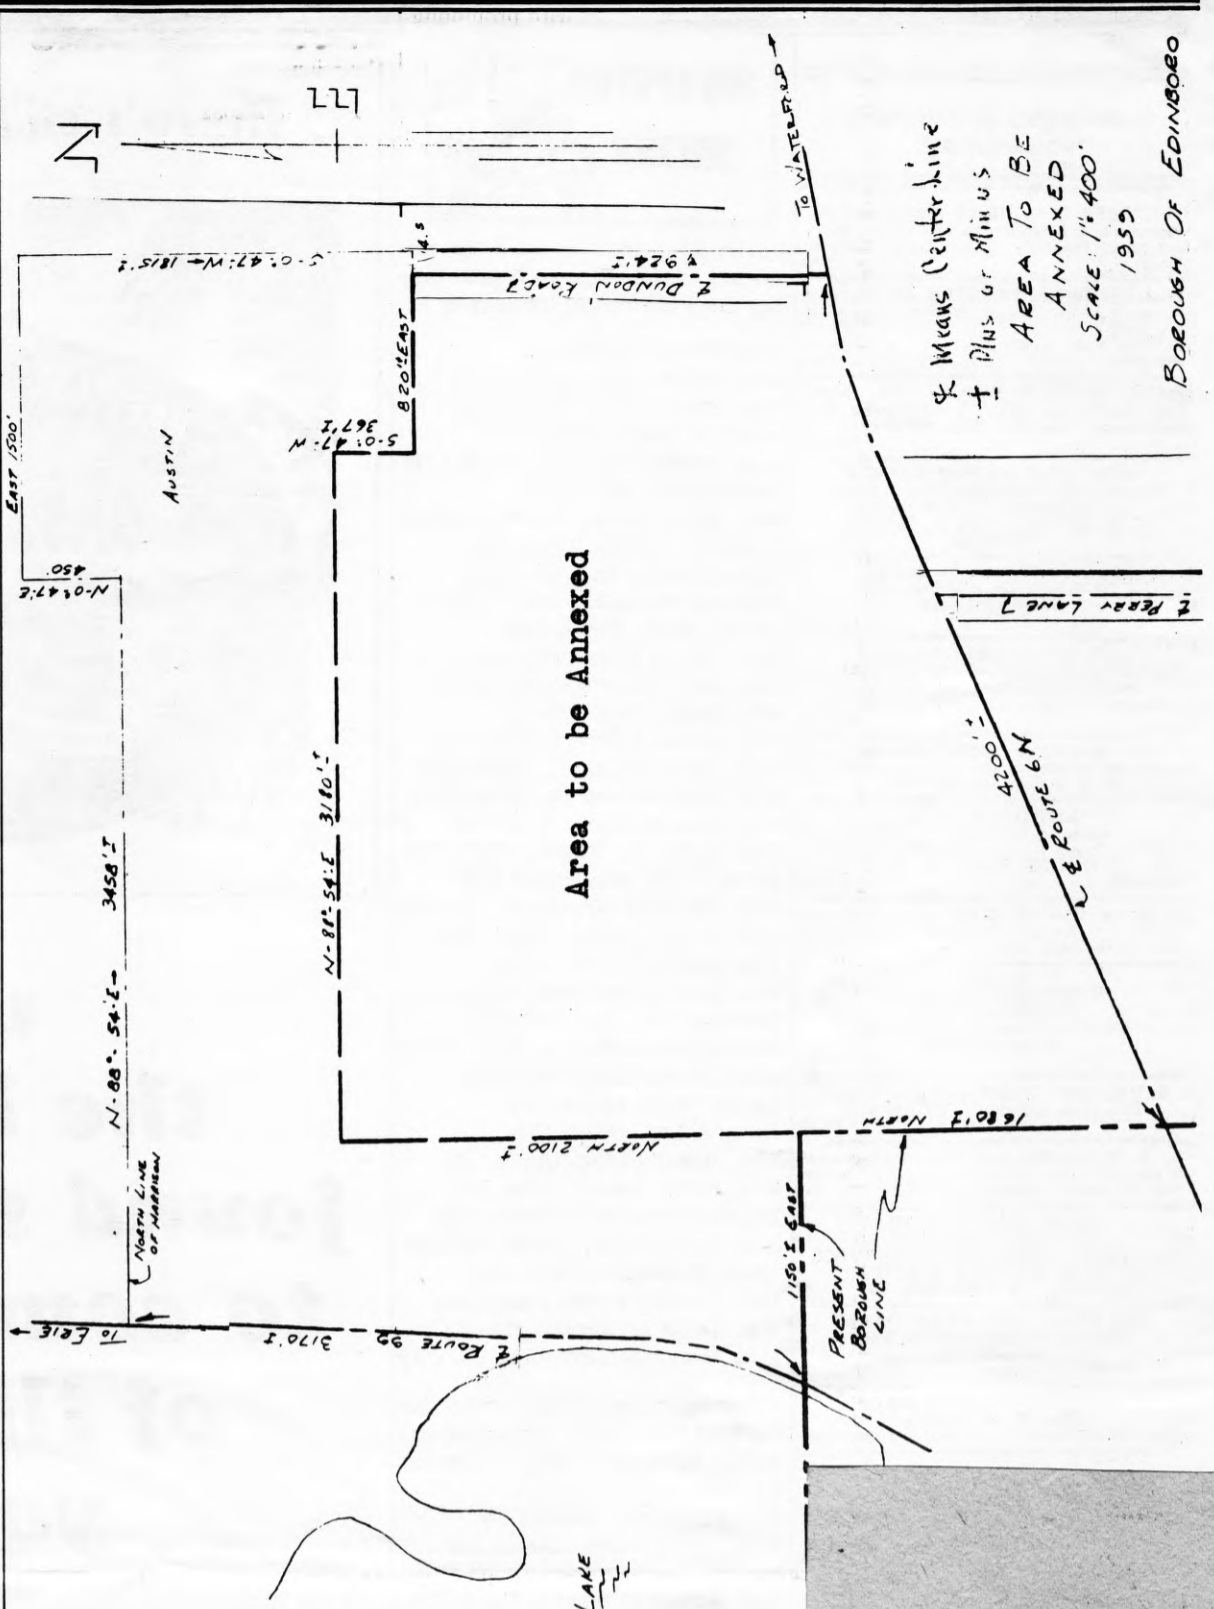 Area to be Annexed
₵ Means Center Line
± Plus or Minus
AREA TO BE
ANNEXED
SCALE: 1":400'
1959
BOROUGH OF EDINBORO
N
EAST 1500'
N-0°47'E
450'
AUSTIN
S-0°47'-W→ 1815'±
N-88°-54'-E→ 3458'±
NORTH LINE
OF HARRISON
TO ERIE
3170'±
₵ ROUTE 99
N-88°-54'-E 3180'±
S-0°47'-W
367'±
820'± EAST
₵ DUNDON ROAD
TO WATERFORD →
NORTH 2100'±
1680'± NORTH
1150'± EAST
PRESENT
BOROUGH
LINE
4200'±
₵ ROUTE 6N
₵ PERRY LANE
LAKE